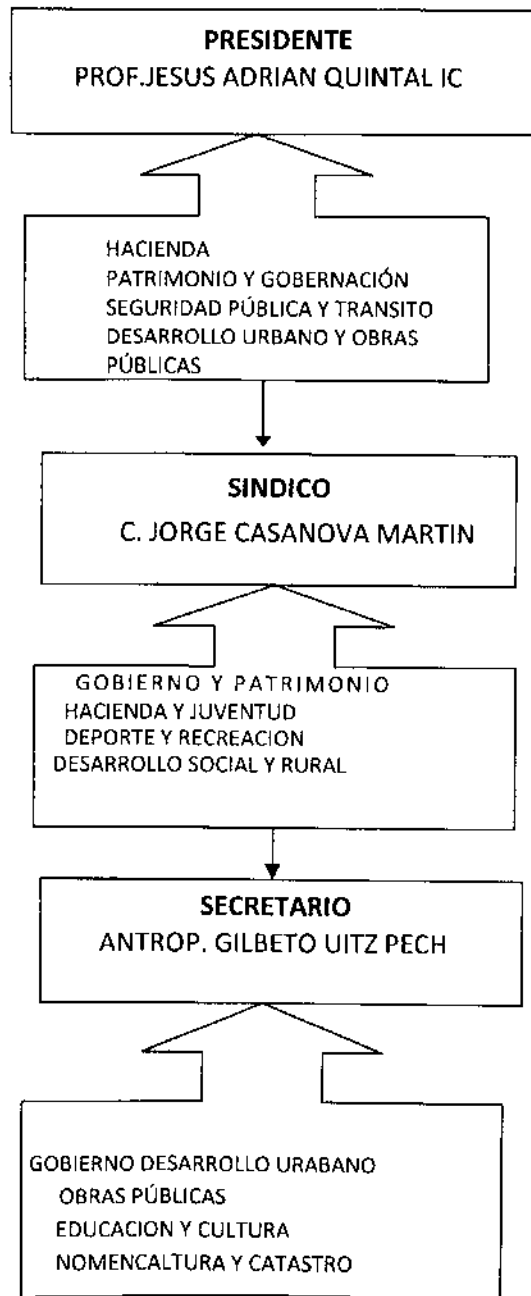 PRESIDENTE
PROF.JESUS ADRIAN QUINTAL IC
HACIENDA
PATRIMONIO Y GOBERNACIÓN
SEGURIDAD PÚBLICA Y TRANSITO
DESARROLLO URBANO Y OBRAS
PÚBLICAS
SINDICO
C. JORGE CASANOVA MARTIN
GOBIERNO Y PATRIMONIO
HACIENDA Y JUVENTUD
DEPORTE Y RECREACION
DESARROLLO SOCIAL Y RURAL
SECRETARIO
ANTROP. GILBETO UITZ PECH
GOBIERNO DESARROLLO URABANO
OBRAS PÚBLICAS
EDUCACION Y CULTURA
NOMENCALTURA Y CATASTRO